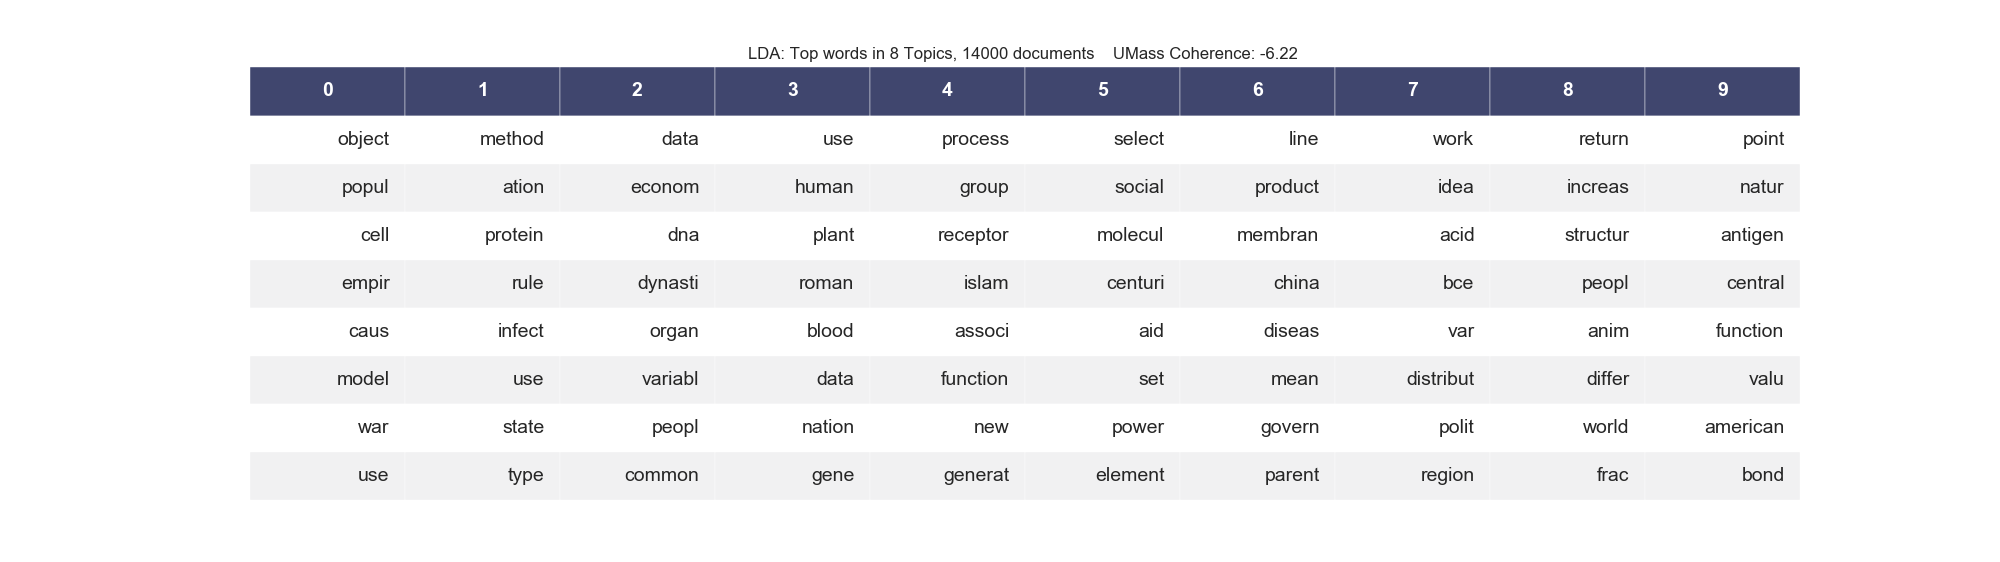 LDA: Top words in 8 Topics, 14000 documents    UMass Coherence: -6.22
0 1 2 3 4 5 6 7 8 9
object method data use process select line work return point
popul ation econom human group social product idea increas natur
cell protein dna plant receptor molecul membran acid structur antigen
empir rule dynasti roman islam centuri china bce peopl central
caus infect organ blood associ aid diseas var anim function
model use variabl data function set mean distribut differ valu
war state peopl nation new power govern polit world american
use type common gene generat element parent region frac bond